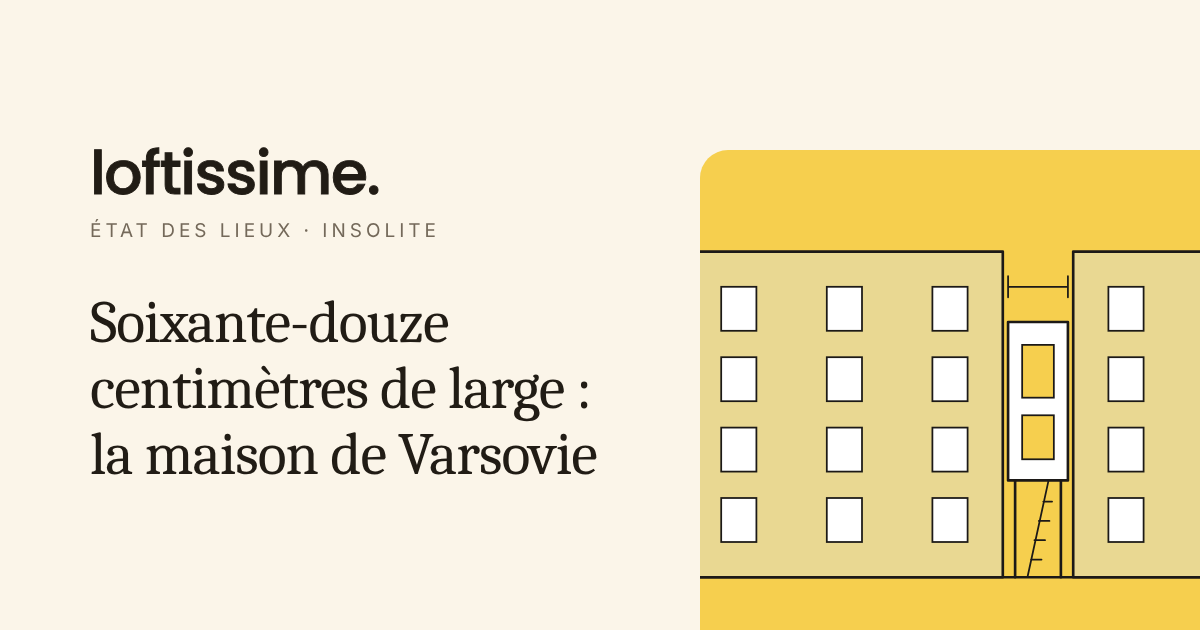 loftissime.
ÉTAT DES LIEUX · INSOLITE
Soixante-douze
centimètres de large :
la maison de Varsovie